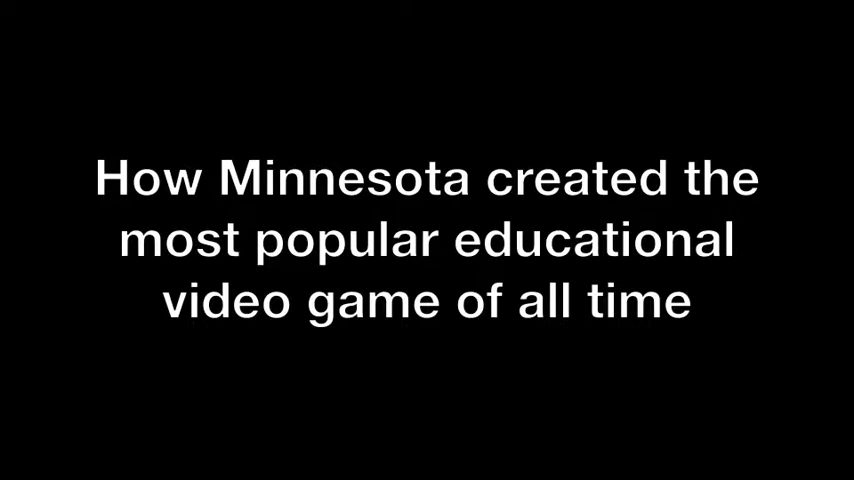 How Minnesota created the
most popular educational
video game of all time